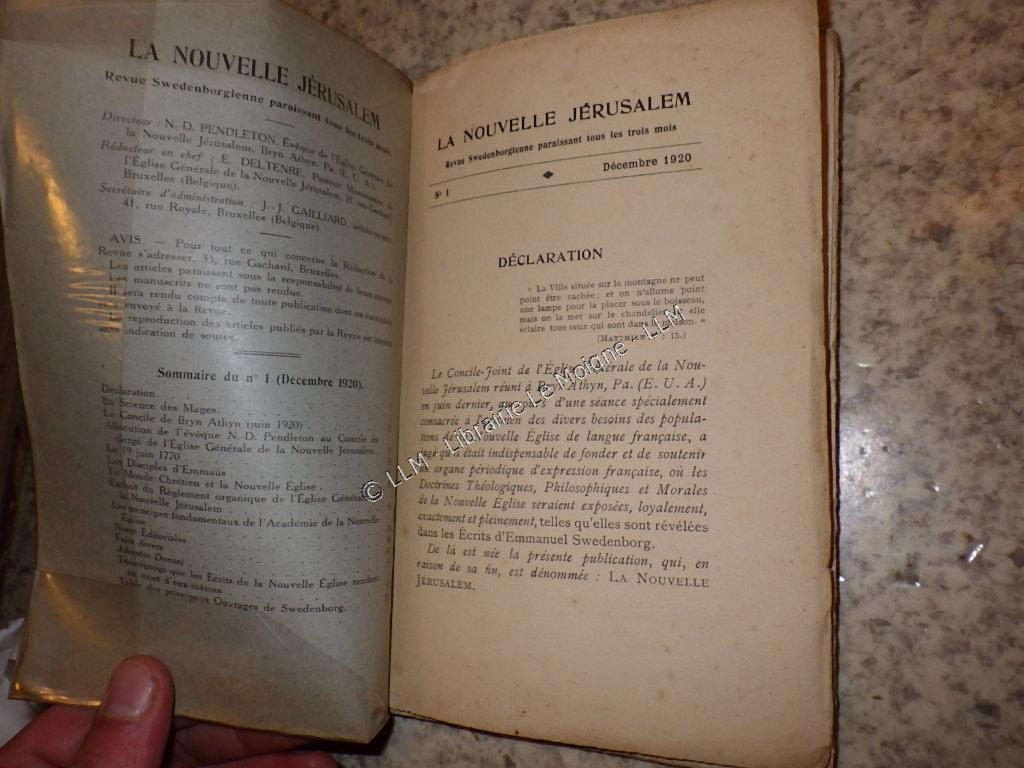 LA NOUVELLE JÉRUSALEM
Revue Swedenborgienne paraissant tous les trois mois
Directeur : N. D. PENDLETON, Évêque de l'Église Générale de
la Nouvelle Jérusalem, Bryn Athyn, Pa. (E. U. A.).
Rédacteur en chef : E. DELTENRE, Pasteur Missionnaire de
l'Église Générale de la Nouvelle Jérusalem, 33, rue Gachard,
Bruxelles (Belgique).
Secrétaire d'administration : J.-J. GAILLIARD, artiste-peintre,
41, rue Royale, Bruxelles (Belgique).
AVIS. — Pour tout ce qui concerne la Rédaction de la
Revue s'adresser, 33, rue Gachard, Bruxelles.
Les articles paraissent sous la responsabilité de leurs auteurs.
Les manuscrits ne sont pas rendus.
Il sera rendu compte de toute publication dont un exemplaire
envoyé à la Revue.
La reproduction des articles publiés par la Revue est interdite
sans indication de source.
Sommaire du n° 1 (Décembre 1920).
Déclaration.
La Science des Mages.
Le Concile de Bryn Athyn (juin 1920)
Allocution de l'évêque N.-D. Pendleton au Concile du
clergé de l'Église Générale de la Nouvelle Jérusalem
Le 19 juin 1770
Les Disciples d'Emmaüs
Le Monde Chrétien et la Nouvelle Église .
Extrait du Règlement organique de l'Église Générale de
la Nouvelle Jérusalem
Les principes fondamentaux de l'Académie de la Nouvelle
Église .
Notes Éditoriales.
Faits divers
Adventus Domini .
Témoignage que les Écrits de la Nouvelle Église rendent
au sujet d'eux-mêmes
Table des principaux Ouvrages de Swedenborg.
LA NOUVELLE JÉRUSALEM
Revue Swedenborgienne paraissant tous les trois mois
N° 1 Décembre 1920
DÉCLARATION
« La Ville située sur la montagne ne peut
point être cachée ; et on n'allume point
une lampe pour la placer sous le boisseau,
mais on la met sur le chandelier, et elle
éclaire tous ceux qui sont dans la maison. »
(MATTHIEU : 15.)
Le Concile-Joint de l'Église Générale de la Nou-
velle Jérusalem réuni à Bryn Athyn, Pa. (E. U. A.)
en juin dernier, au cours d'une séance spécialement
consacrée à l'examen des divers besoins des popula-
tions de la Nouvelle Église de langue française, a
jugé qu'il était indispensable de fonder et de soutenir
un organe périodique d'expression française, où les
Doctrines Théologiques, Philosophiques et Morales
de la Nouvelle Église seraient exposées, loyalement,
exactement et pleinement, telles qu'elles sont révélées
dans les Écrits d'Emmanuel Swedenborg.
De là est née la présente publication, qui, en
raison de sa fin, est dénommée : LA NOUVELLE
JÉRUSALEM.
© LLM - Librairie Le Moigne - LLM